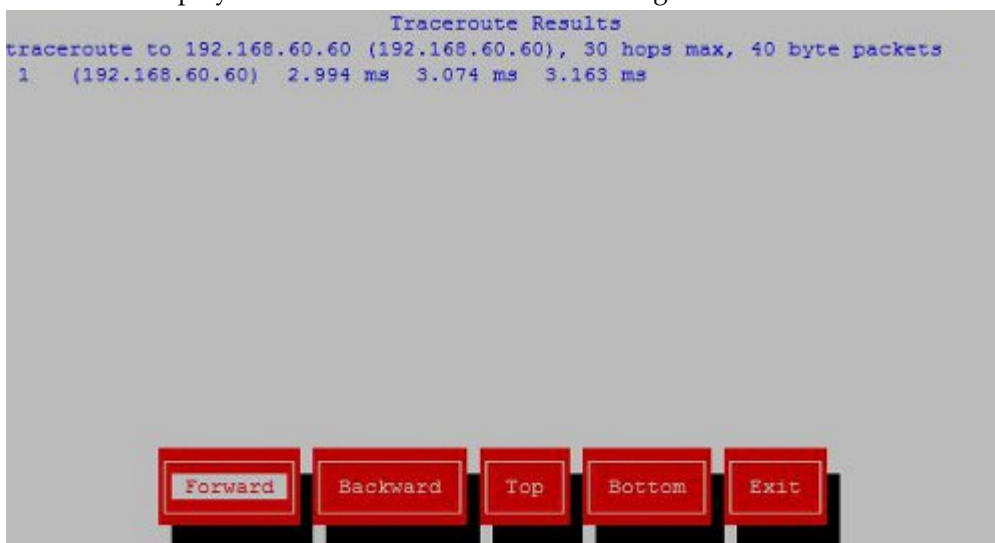 Traceroute Results
traceroute to 192.168.60.60 (192.168.60.60), 30 hops max, 40 byte packets
1 (192.168.60.60) 2.994 ms 3.074 ms 3.163 ms
Forward Backward Top Bottom Exit